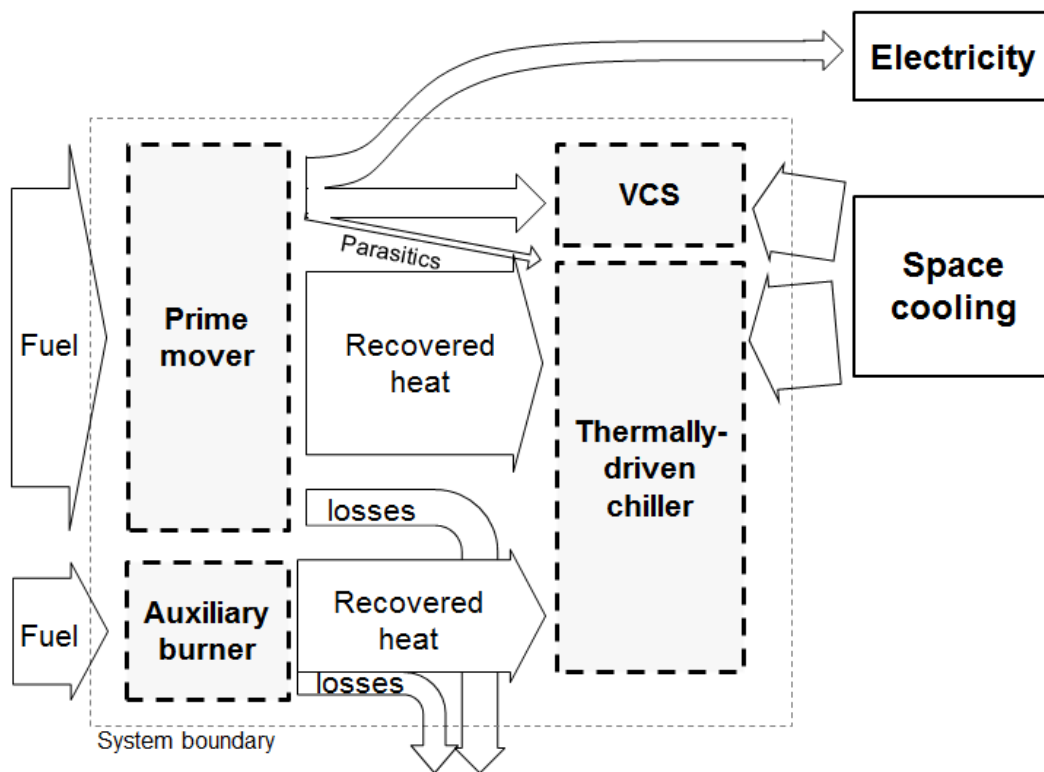 Electricity
VCS
Parasitics
Space
cooling
Prime
mover
Fuel
Recovered
heat
Thermally-
driven
chiller
losses
Auxiliary
burner
Fuel
Recovered
heat
losses
System boundary